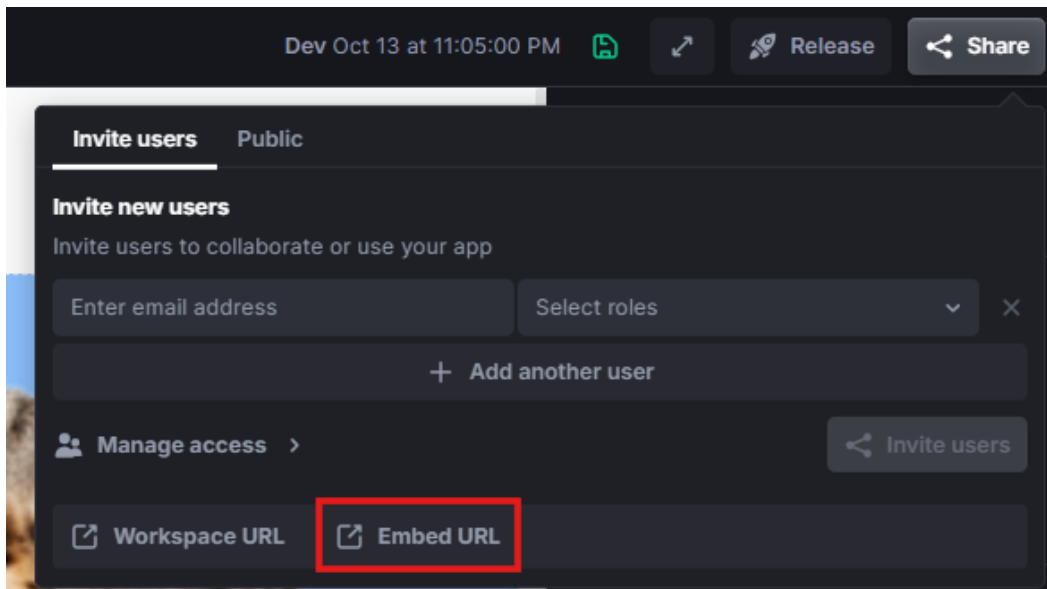 Dev Oct 13 at 11:05:00 PM Release Share
Invite users Public
Invite new users
Invite users to collaborate or use your app
Enter email address Select roles
Add another user
Manage access Invite users
Workspace URL Embed URL